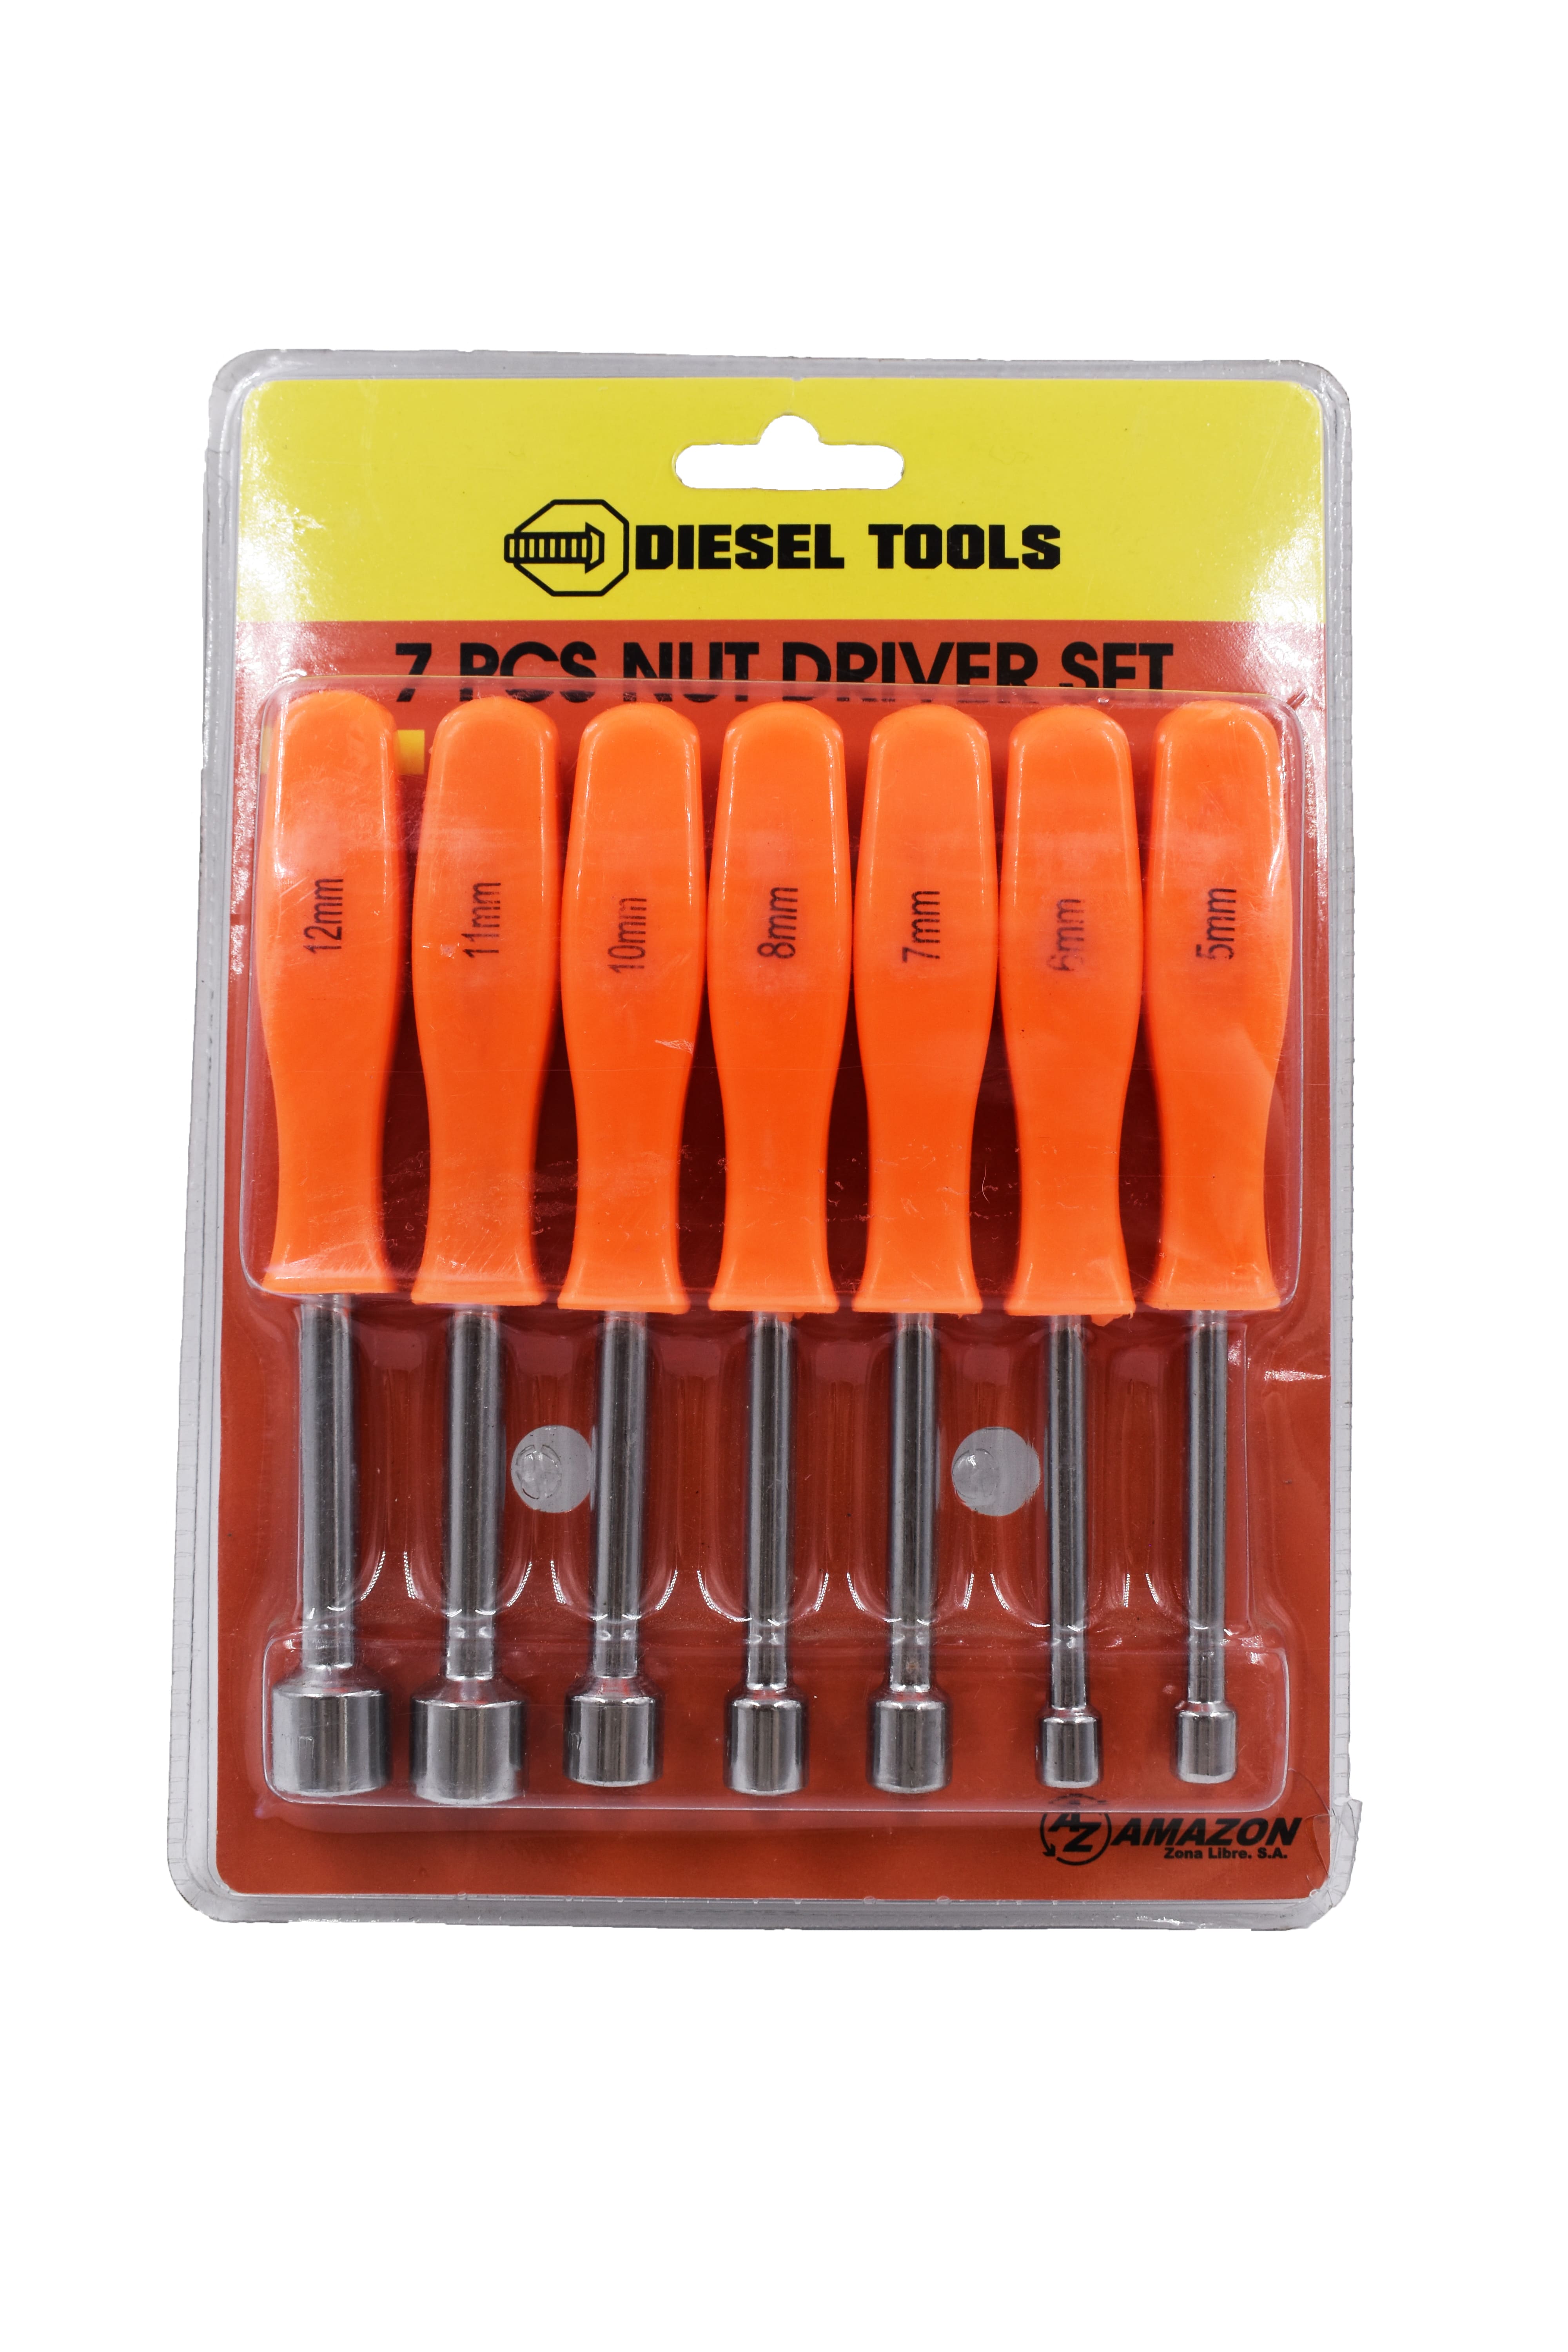 DIESEL TOOLS
7 PCS NUT DRIVER SET
12mm
11mm
10mm
8mm
7mm
6mm
5mm
AZ AMAZON
Zona Libre. S.A.